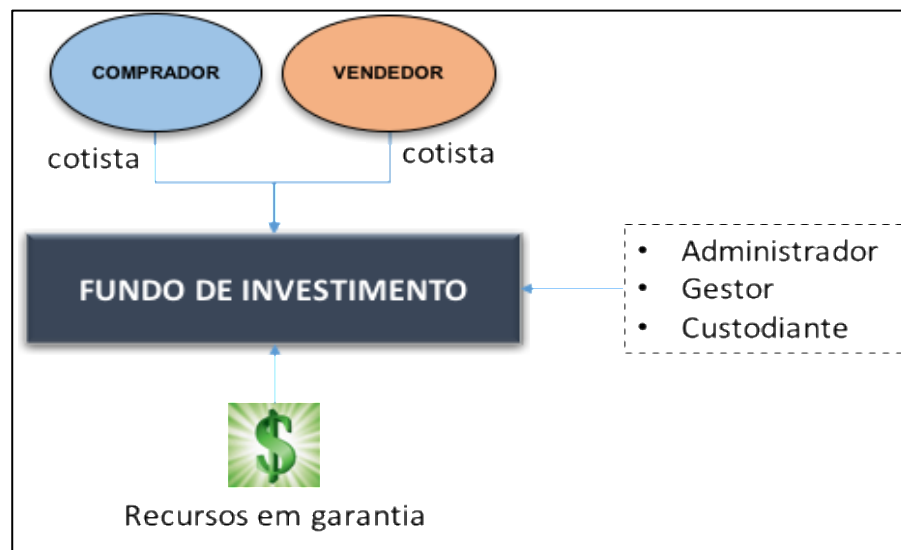 COMPRADOR
VENDEDOR
cotista
cotista
FUNDO DE INVESTIMENTO
• Administrador
• Gestor
• Custodiante
$
Recursos em garantia